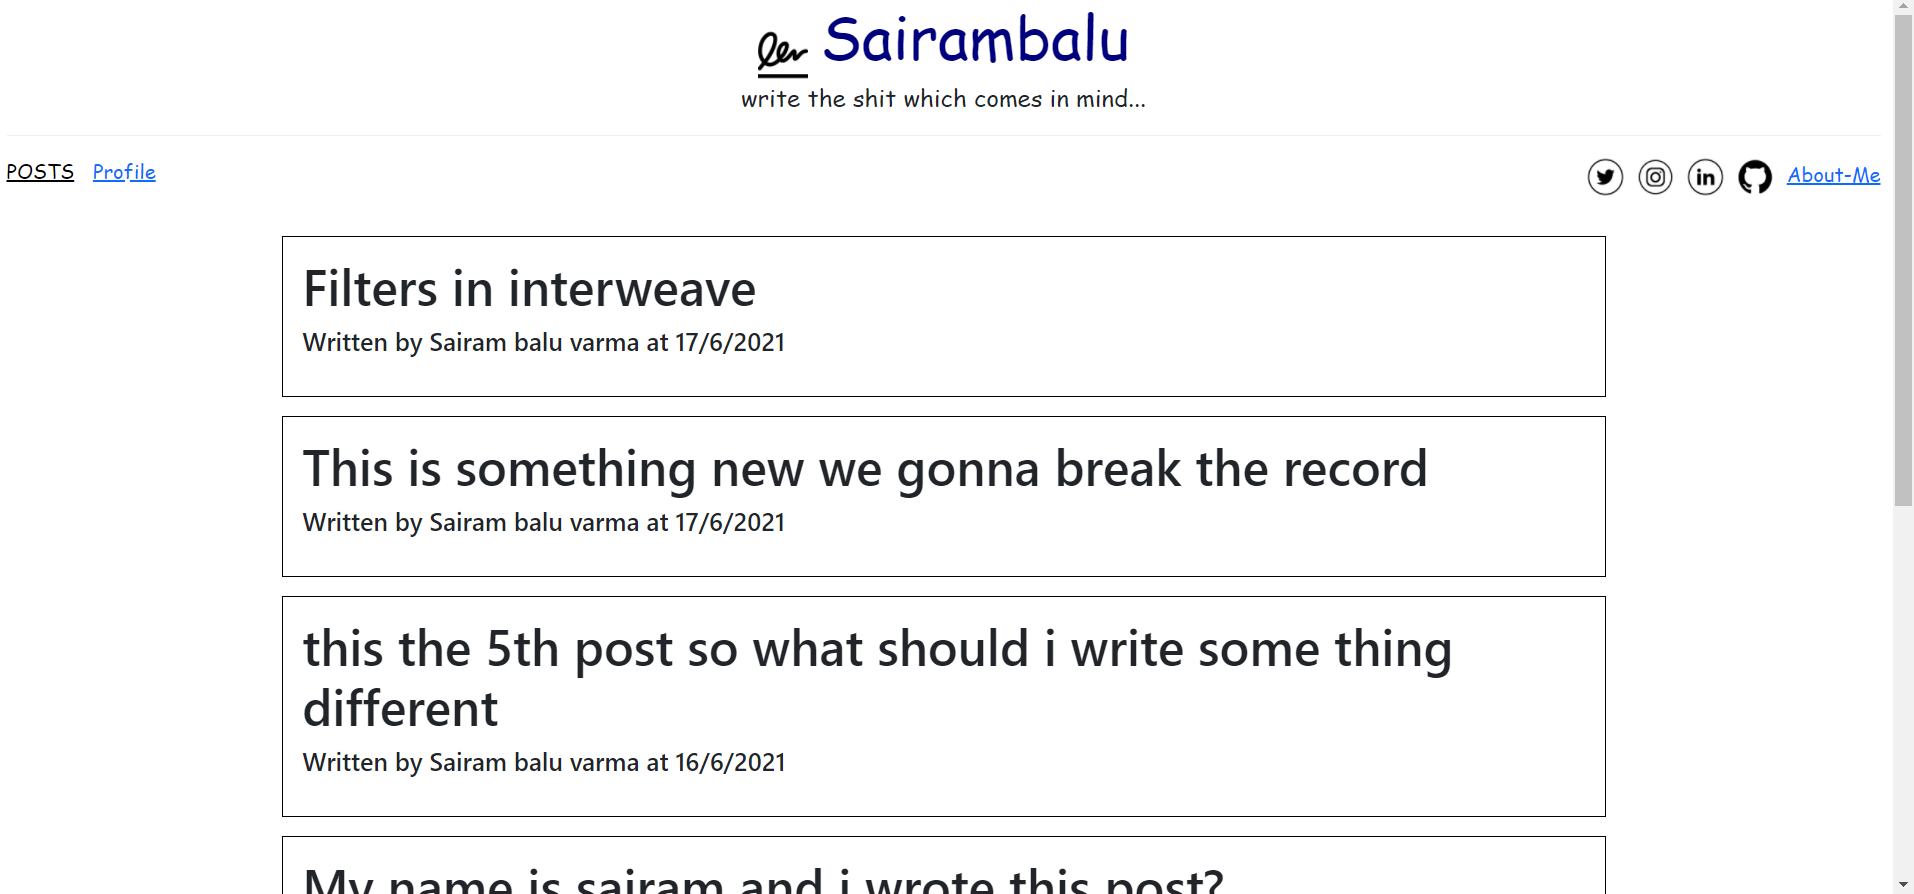 Sairambalu
write the shit which comes in mind...
POSTS Profile
in About-Me
Filters in interweave
Written by Sairam balu varma at 17/6/2021
This is something new we gonna break the record
Written by Sairam balu varma at 17/6/2021
this the 5th post so what should i write some thing
different
Written by Sairam balu varma at 16/6/2021
My name is sairam and i wrote this post?